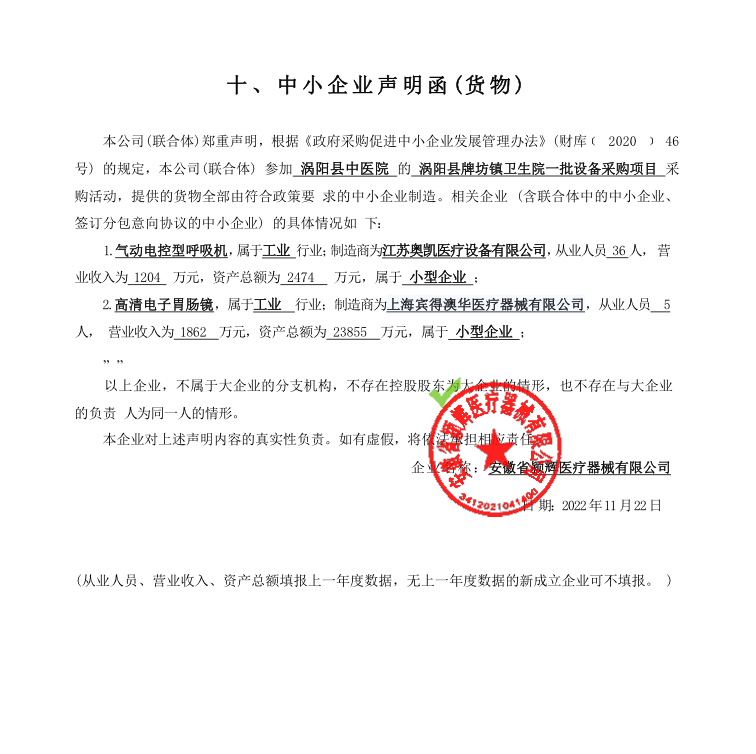 十、中小企业声明函(货物)
本公司(联合体)郑重声明，根据《政府采购促进中小企业发展管理办法》(财库﹙ 2020 ﹚ 46
号) 的规定，本公司(联合体) 参加 涡阳县中医院 的 涡阳县牌坊镇卫生院一批设备采购项目 采
购活动，提供的货物全部由符合政策要 求的中小企业制造。相关企业 (含联合体中的中小企业、
签订分包意向协议的中小企业) 的具体情况如 下:
1. 气动电控型呼吸机，属于工业 行业；制造商为江苏奥凯医疗设备有限公司，从业人员 36 人， 营
业收入为 1204 万元，资产总额为 2474 万元，属于 小型企业 ；
2. 高清电子胃肠镜，属于工业 行业；制造商为上海宾得澳华医疗器械有限公司，从业人员 5
人， 营业收入为 1862 万元，资产总额为 23855 万元，属于 小型企业 ；
„ „
以上企业，不属于大企业的分支机构，不存在控股股东为大企业的情形，也不存在与大企业
的负责 人为同一人的情形。
本企业对上述声明内容的真实性负责。如有虚假，将依法承担相应责任。
企业名称：安徽省颍辉医疗器械有限公司
日 期: 2022 年 11 月 22 日
安徽省颍辉医疗器械有限公司
3412021041400
(从业人员、营业收入、资产总额填报上一年度数据，无上一年度数据的新成立企业可不填报。 )